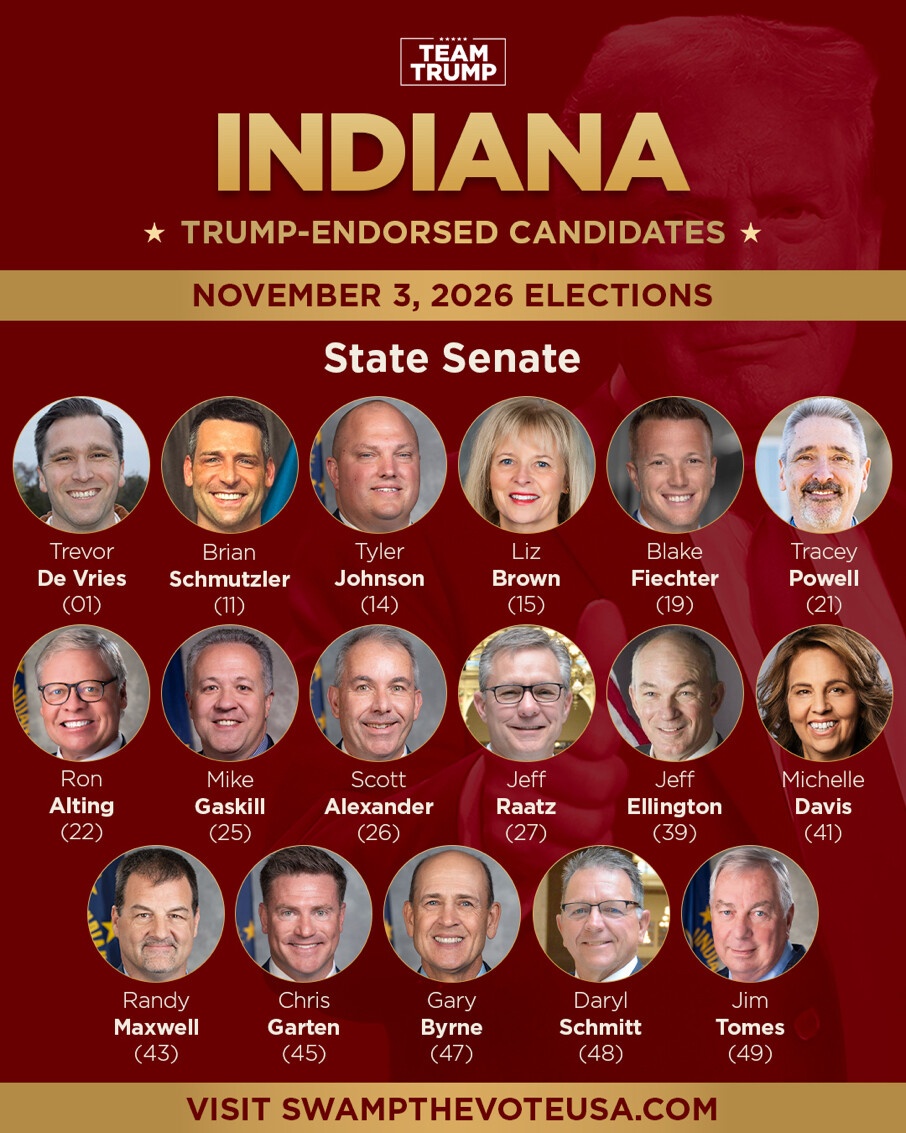 TEAM
TRUMP
INDIANA
★ TRUMP-ENDORSED CANDIDATES ★
NOVEMBER 3, 2026 ELECTIONS
State Senate
Trevor De Vries (01)
Brian Schmutzler (11)
Tyler Johnson (14)
Liz Brown (15)
Blake Fiechter (19)
Tracey Powell (21)
Ron Alting (22)
Mike Gaskill (25)
Scott Alexander (26)
Jeff Raatz (27)
Jeff Ellington (39)
Michelle Davis (41)
Randy Maxwell (43)
Chris Garten (45)
Gary Byrne (47)
Daryl Schmitt (48)
Jim Tomes (49)
VISIT SWAMPTHEVOTEUSA.COM